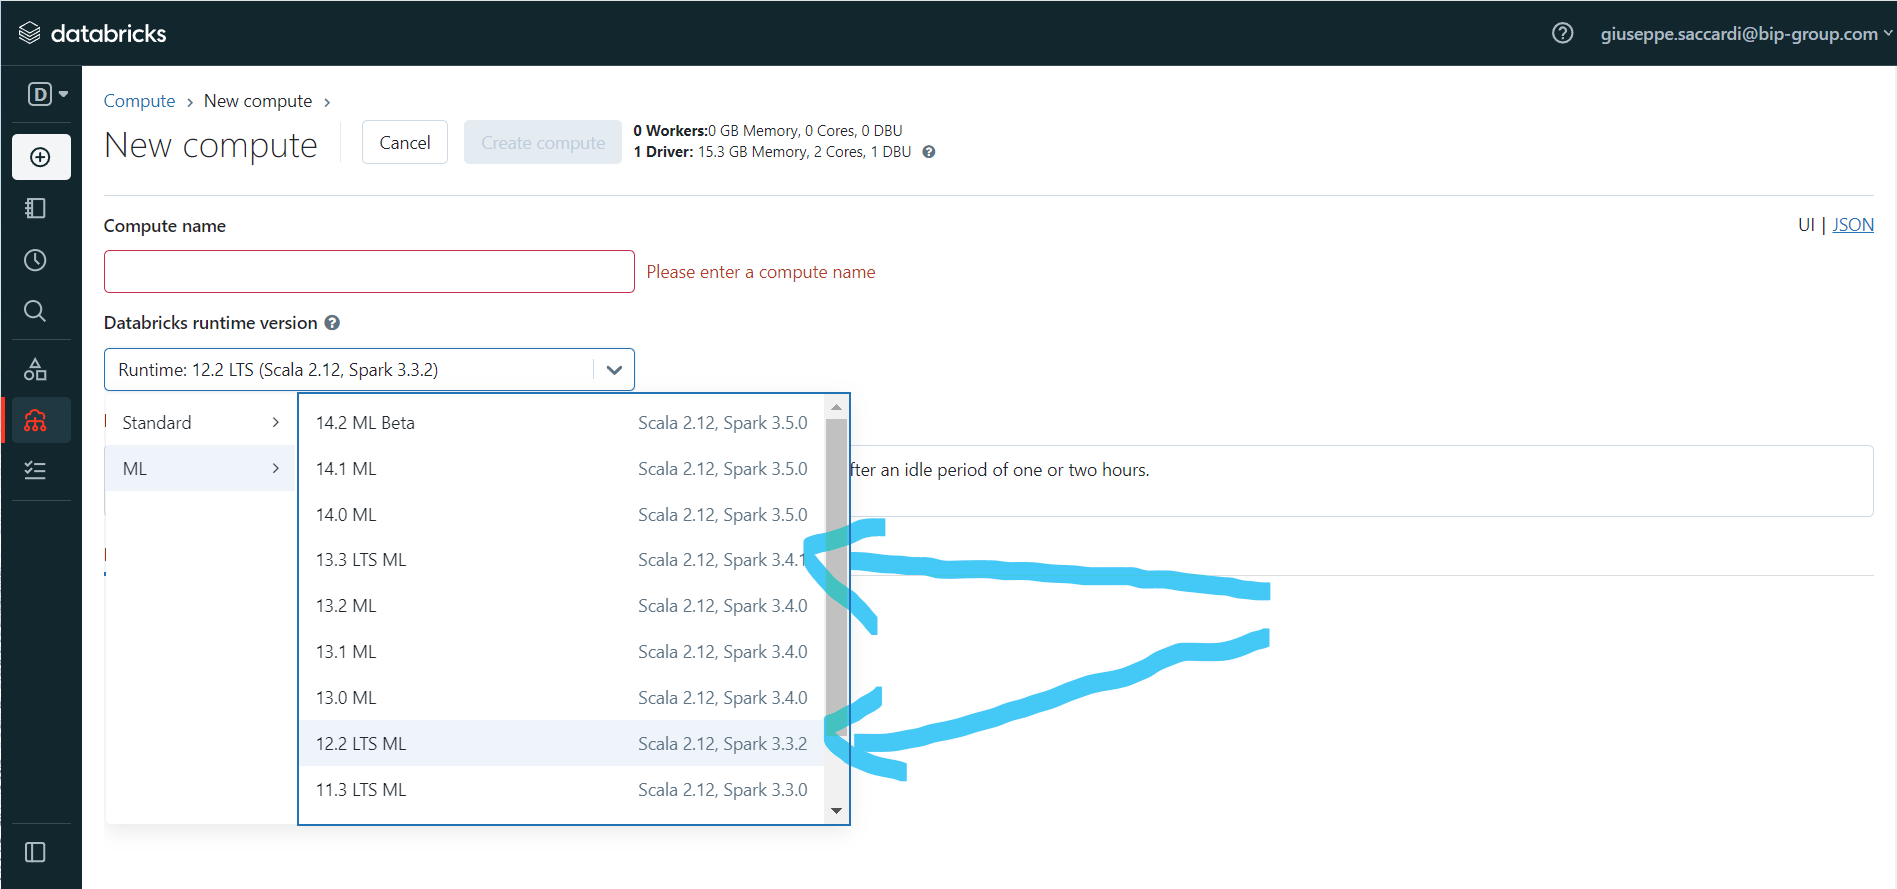 databricks
giuseppe.saccardi@bip-group.com
D
Compute > New compute >
New compute
Cancel
Create compute
0 Workers:0 GB Memory, 0 Cores, 0 DBU
1 Driver: 15.3 GB Memory, 2 Cores, 1 DBU
Compute name
UI | JSON
Please enter a compute name
Databricks runtime version
Runtime: 12.2 LTS (Scala 2.12, Spark 3.3.2)
Standard
ML
14.2 ML Beta Scala 2.12, Spark 3.5.0
14.1 ML Scala 2.12, Spark 3.5.0
14.0 ML Scala 2.12, Spark 3.5.0
13.3 LTS ML Scala 2.12, Spark 3.4.1
13.2 ML Scala 2.12, Spark 3.4.0
13.1 ML Scala 2.12, Spark 3.4.0
13.0 ML Scala 2.12, Spark 3.4.0
12.2 LTS ML Scala 2.12, Spark 3.3.2
11.3 LTS ML Scala 2.12, Spark 3.3.0
fter an idle period of one or two hours.